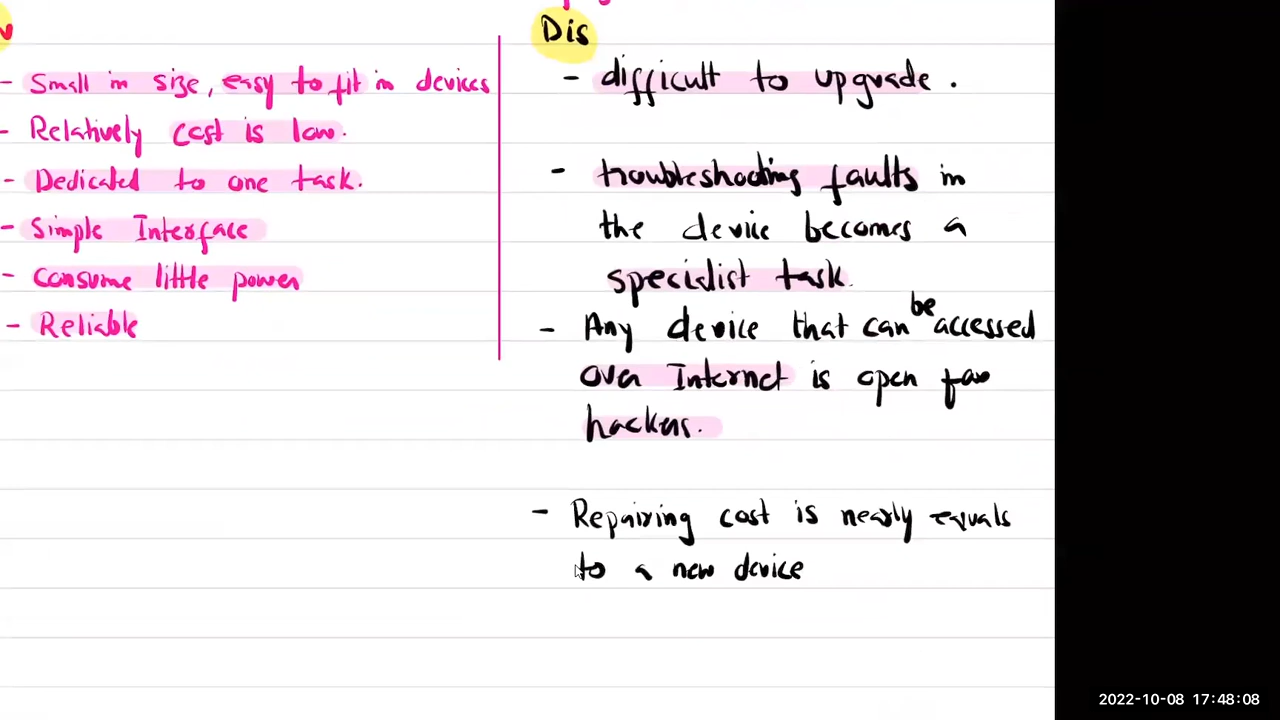 Dis
- Small in size, easy to fit in devices
- Relatively cost is low.
- Dedicated to one task.
- Simple Interface
- Consume little power
- Reliable
- difficult to upgrade.
- troubleshooting faults in
the device becomes a
specialist task.
- Any device that can be accessed
over Internet is open for
hackers.
- Repairing cost is nearly equals
to a new device
2022-10-08 17:48:08